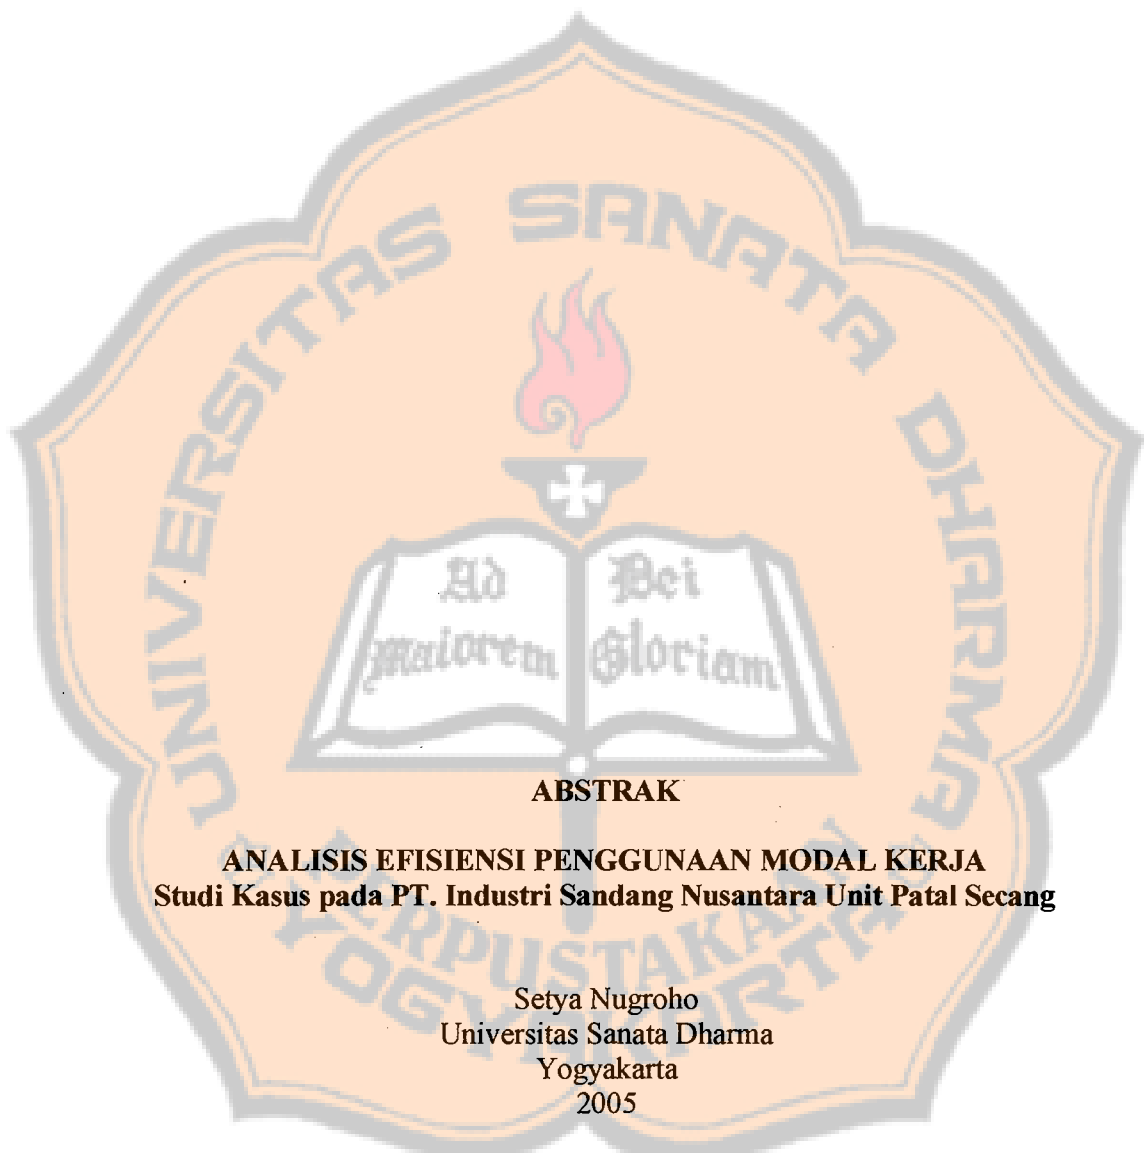 UNIVERSITAS SANATA DHARMA
Ad Dei
Maiorem Gloriam
ABSTRAK
ANALISIS EFISIENSI PENGGUNAAN MODAL KERJA
Studi Kasus pada PT. Industri Sandang Nusantara Unit Patal Secang
PERPUSTAKAAN
YOGYAKARTA
Setya Nugroho
Universitas Sanata Dharma
Yogyakarta
2005